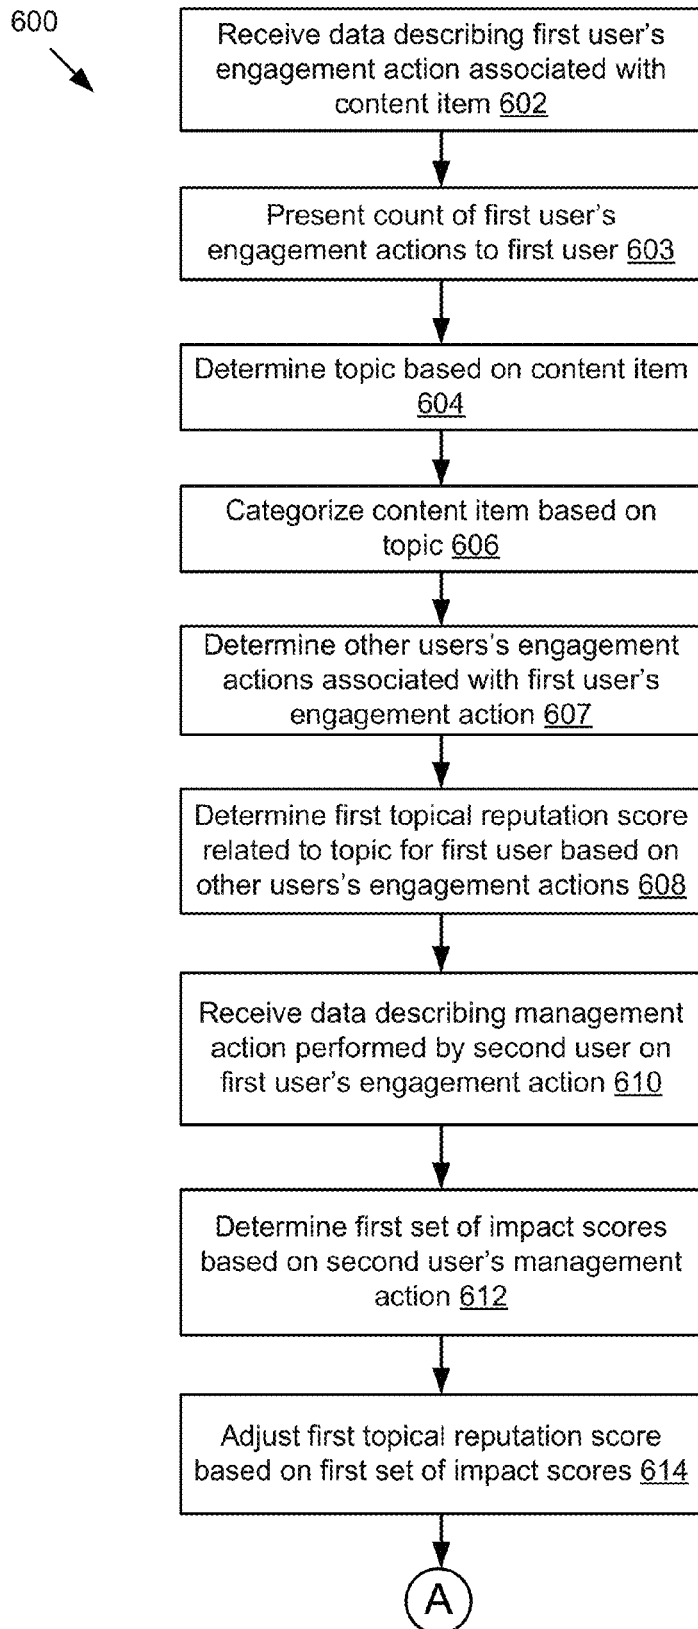 600
Receive data describing first user's
engagement action associated with
content item 602
Present count of first user's
engagement actions to first user 603
Determine topic based on content item
604
Categorize content item based on
topic 606
Determine other users's engagement
actions associated with first user's
engagement action 607
Determine first topical reputation score
related to topic for first user based on
other users's engagement actions 608
Receive data describing management
action performed by second user on
first user's engagement action 610
Determine first set of impact scores
based on second user's management
action 612
Adjust first topical reputation score
based on first set of impact scores 614
A